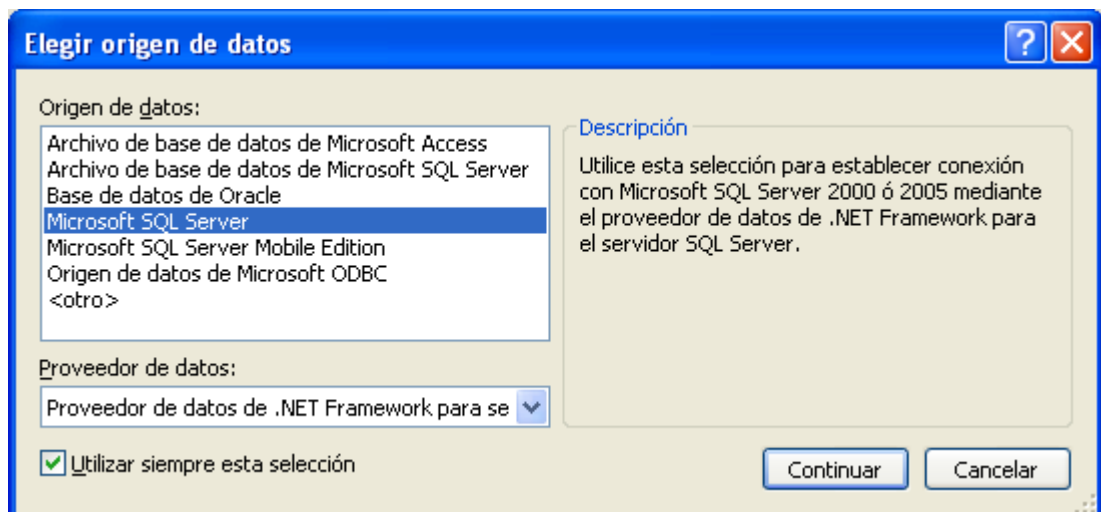 Elegir origen de datos
Origen de datos:
Archivo de base de datos de Microsoft Access
Archivo de base de datos de Microsoft SQL Server
Base de datos de Oracle
Microsoft SQL Server
Microsoft SQL Server Mobile Edition
Origen de datos de Microsoft ODBC
<otro>
Proveedor de datos:
Proveedor de datos de .NET Framework para se
Utilizar siempre esta selección
Descripción
Utilice esta selección para establecer conexión
con Microsoft SQL Server 2000 ó 2005 mediante
el proveedor de datos de .NET Framework para
el servidor SQL Server.
Continuar
Cancelar